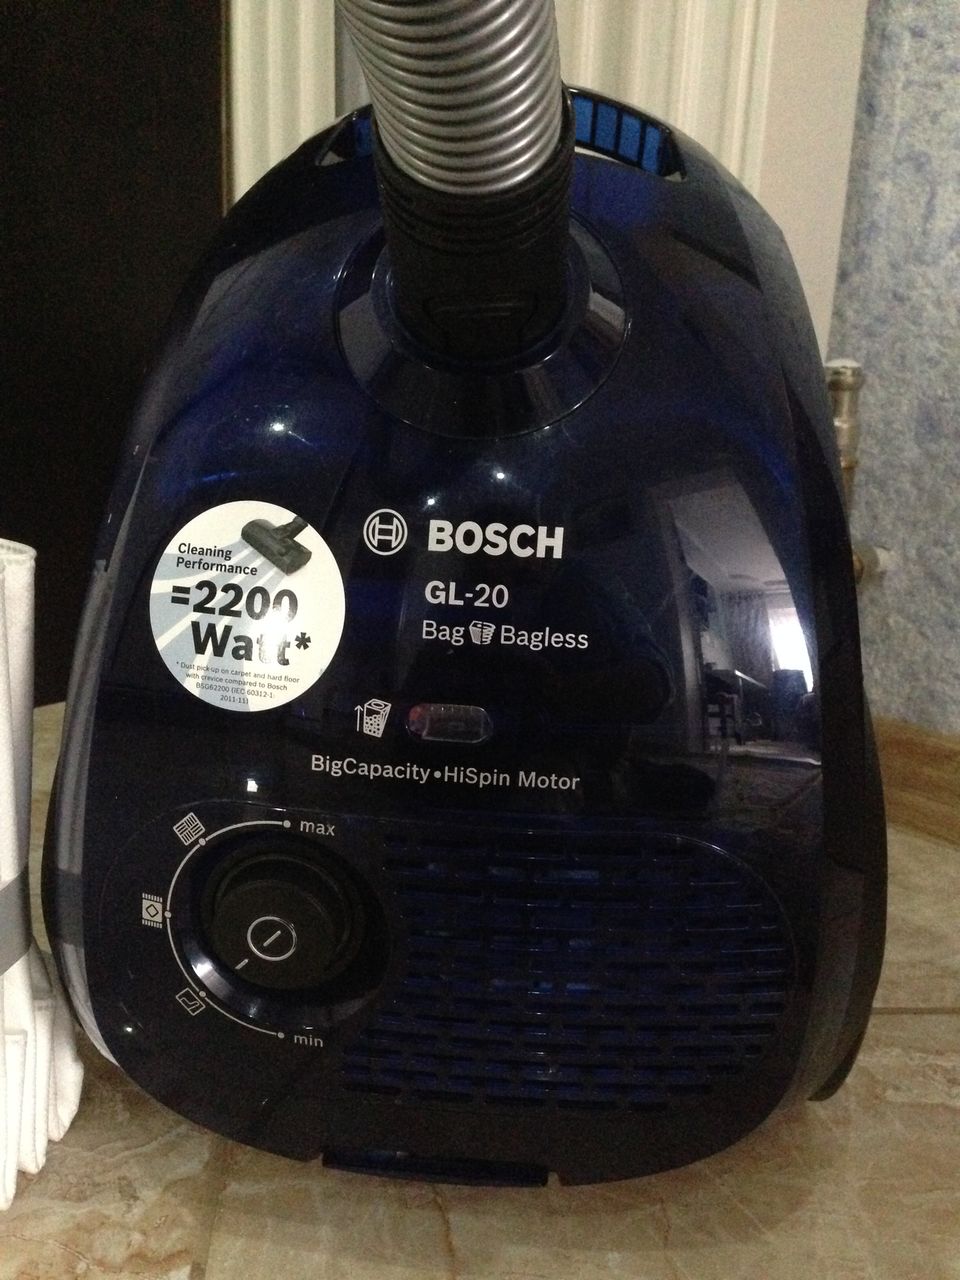 Cleaning
Performance
=2200
Watt*
* Dust pick-up on carpet and hard floor
with crevice compared to Bosch
BSG62200 (IEC 60312-1:
2011-11)
BOSCH
GL-20
Bag Bagless
BigCapacity•HiSpin Motor
max
min